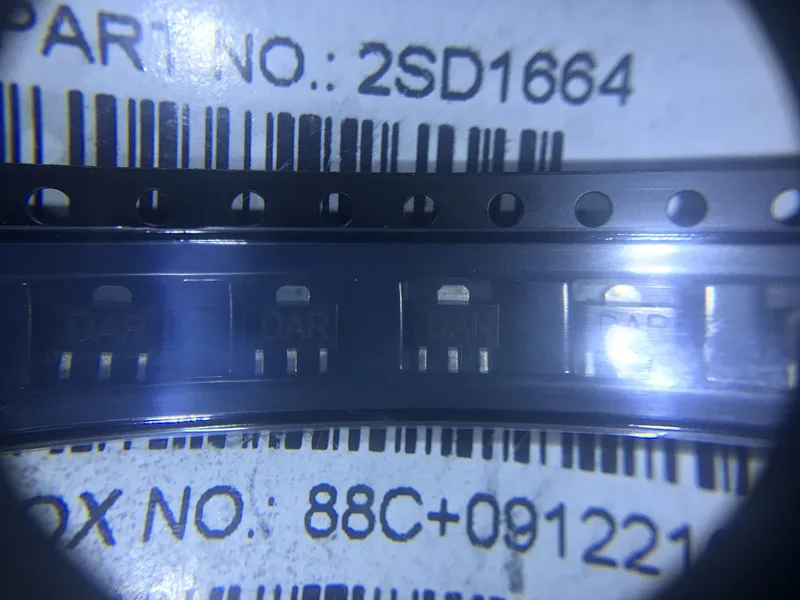 PART NO.: 2SD1664
DAR DAR DAR DAR
OX NO.: 88C+091221